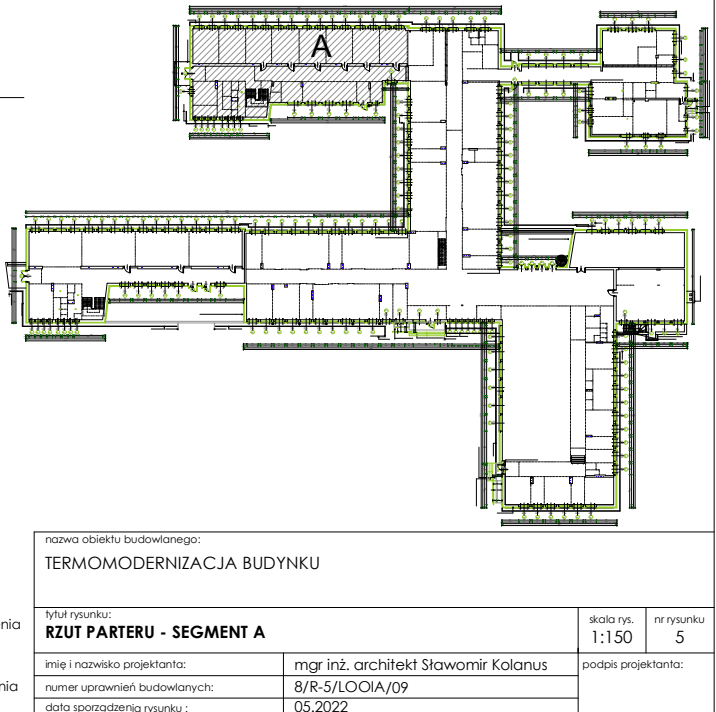 A
nazwa obiektu budowlanego:
TERMOMODERNIZACJA BUDYNKU
tytuł rysunku:
RZUT PARTERU - SEGMENT A
skala rys.
1:150
nr rysunku
5
imię i nazwisko projektanta:
mgr inż. architekt Sławomir Kolanus
podpis projektanta:
numer uprawnień budowlanych:
8/R-5/LOOIA/09
data sporządzenia rysunku :
05.2022
nia
nia